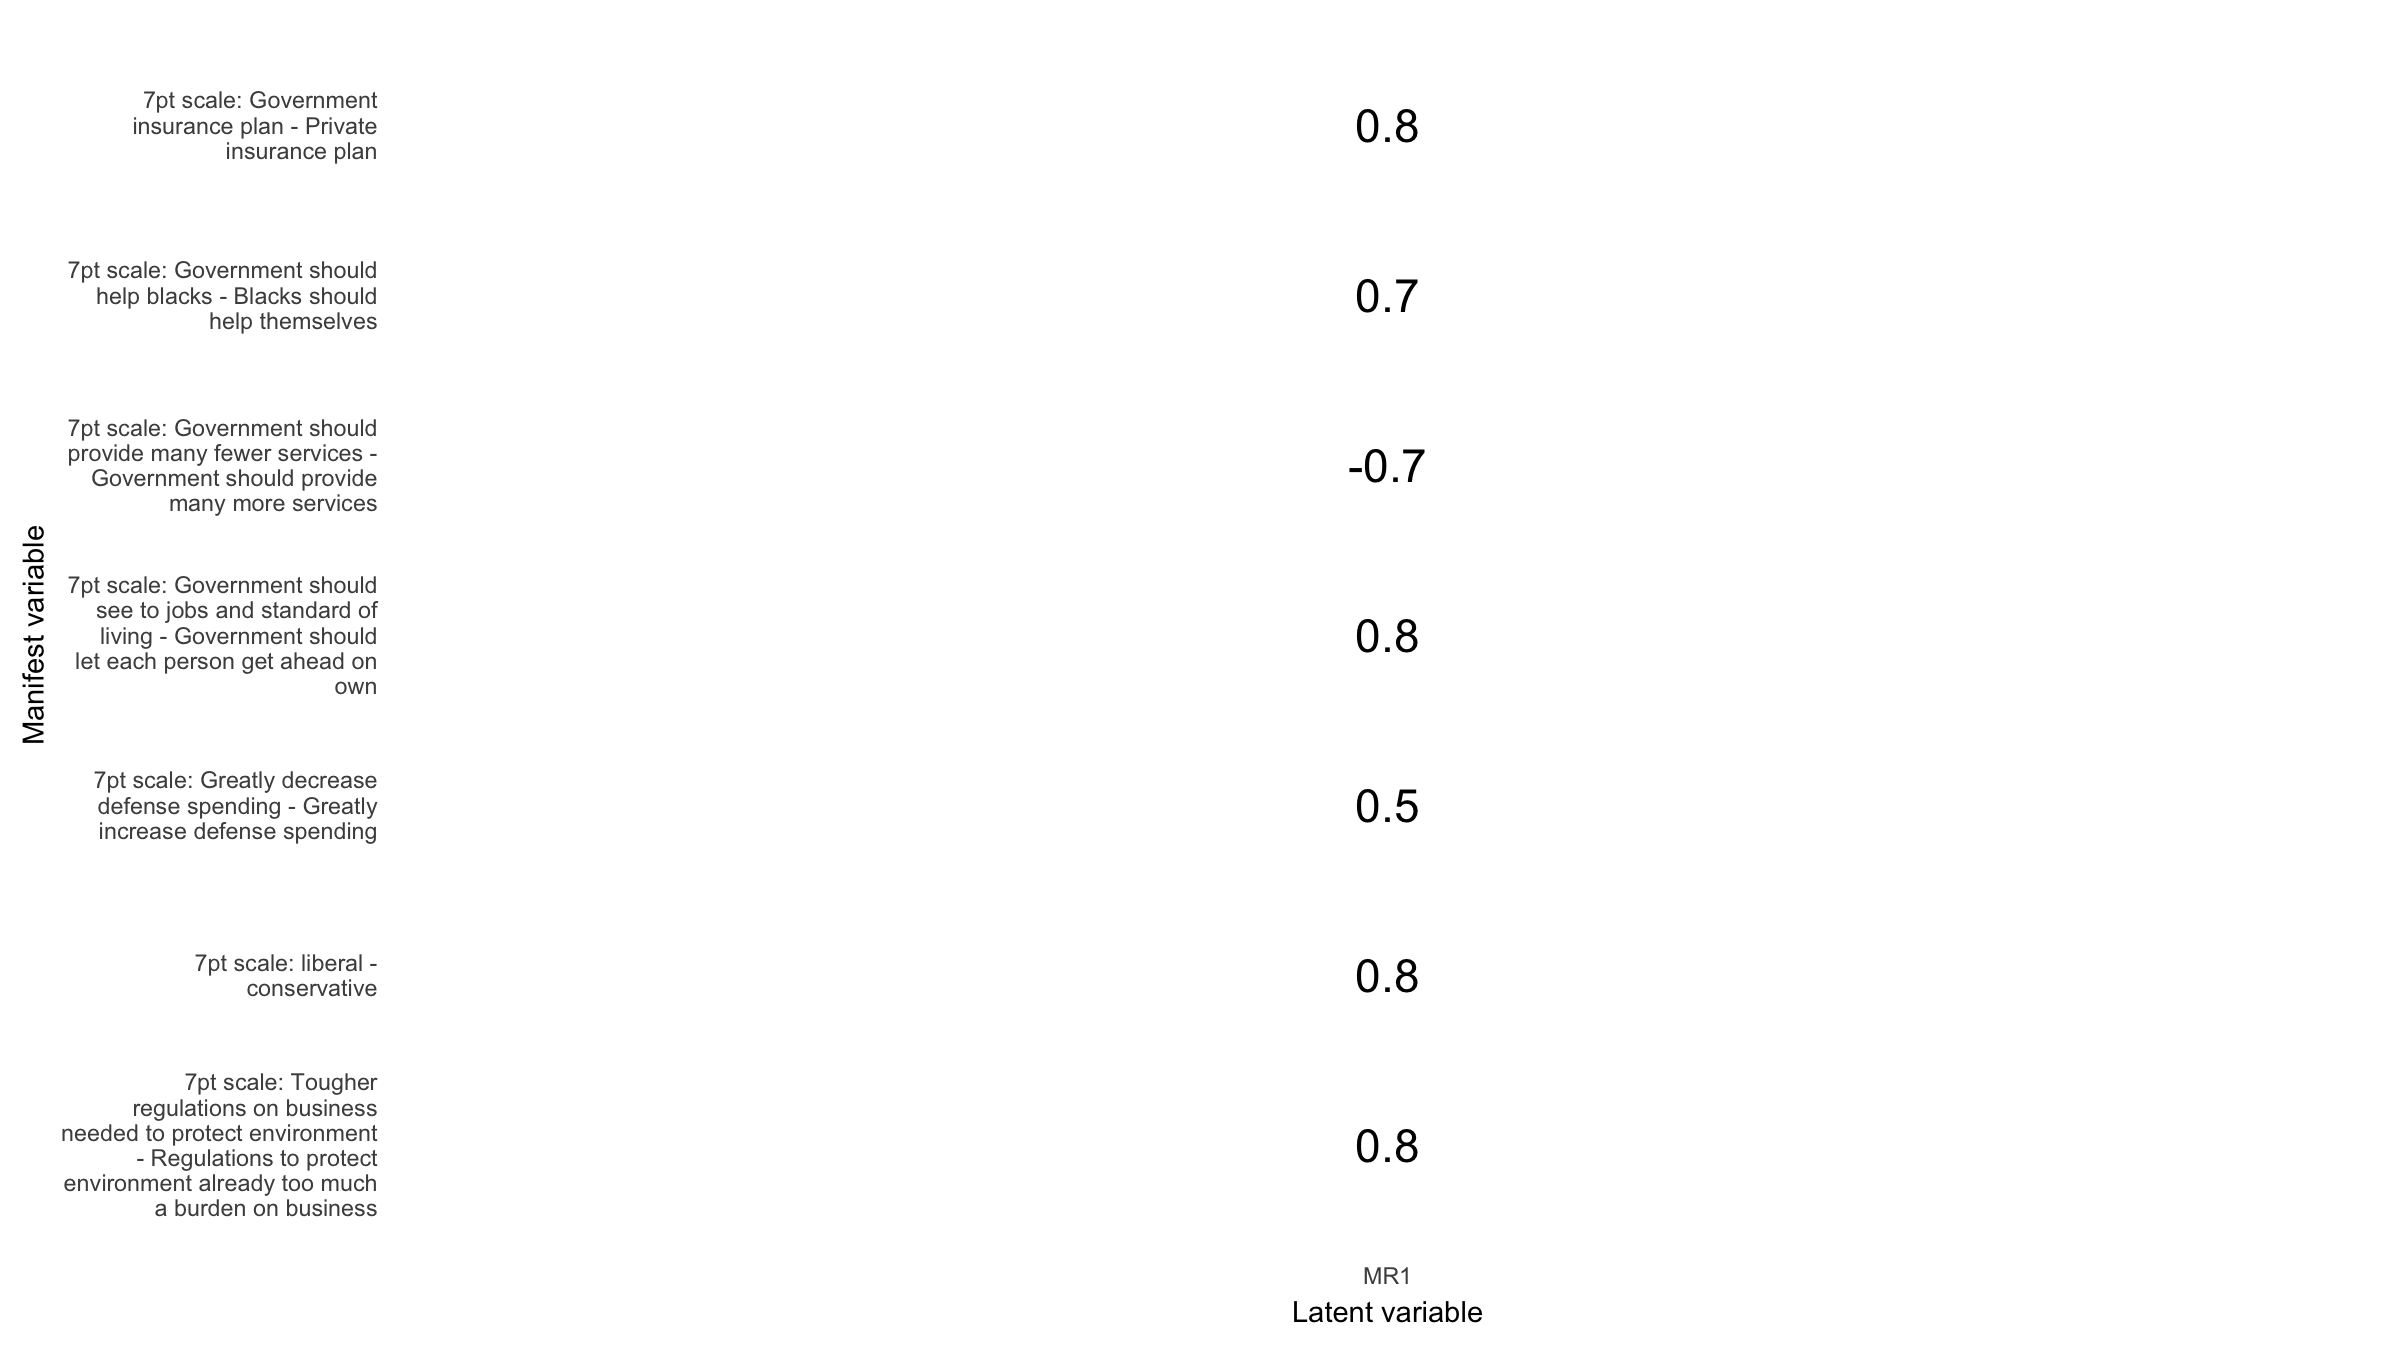 7pt scale: Government
insurance plan - Private
insurance plan
0.8
7pt scale: Government should
help blacks - Blacks should
help themselves
0.7
7pt scale: Government should
provide many fewer services -
Government should provide
many more services
-0.7
Manifest variable
7pt scale: Government should
see to jobs and standard of
living - Government should
let each person get ahead on
own
0.8
7pt scale: Greatly decrease
defense spending - Greatly
increase defense spending
0.5
7pt scale: liberal -
conservative
0.8
7pt scale: Tougher
regulations on business
needed to protect environment
- Regulations to protect
environment already too much
a burden on business
0.8
MR1
Latent variable